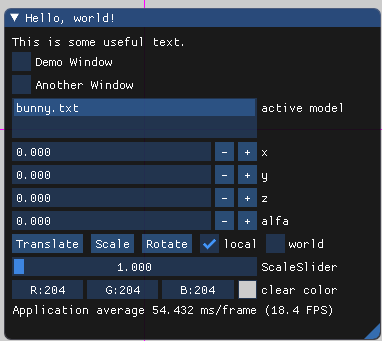 Hello, world!
This is some useful text.
Demo Window
Another Window
bunny.txt active model
0.000 - + x
0.000 - + y
0.000 - + z
0.000 - + alfa
Translate Scale Rotate local world
1.000 ScaleSlider
R:204 G:204 B:204 clear color
Application average 54.432 ms/frame (18.4 FPS)